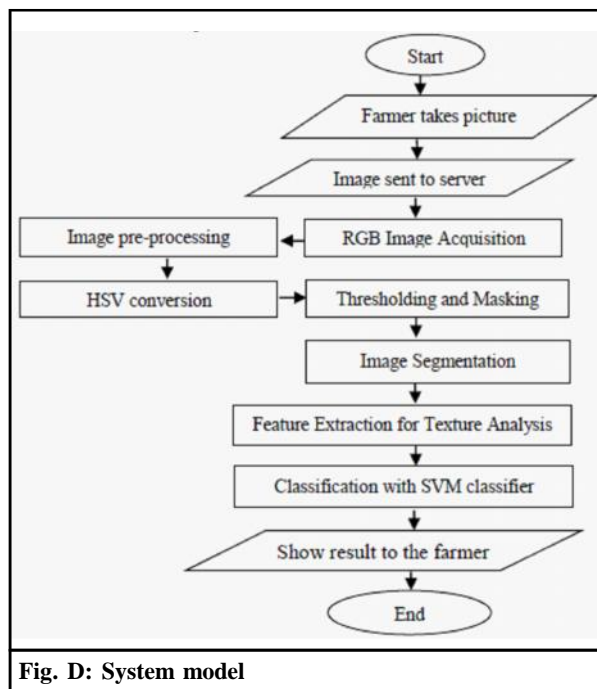 Start
Farmer takes picture
Image sent to server
RGB Image Acquisition
Image pre-processing
HSV conversion
Thresholding and Masking
Image Segmentation
Feature Extraction for Texture Analysis
Classification with SVM classifier
Show result to the farmer
End
Fig. D: System model